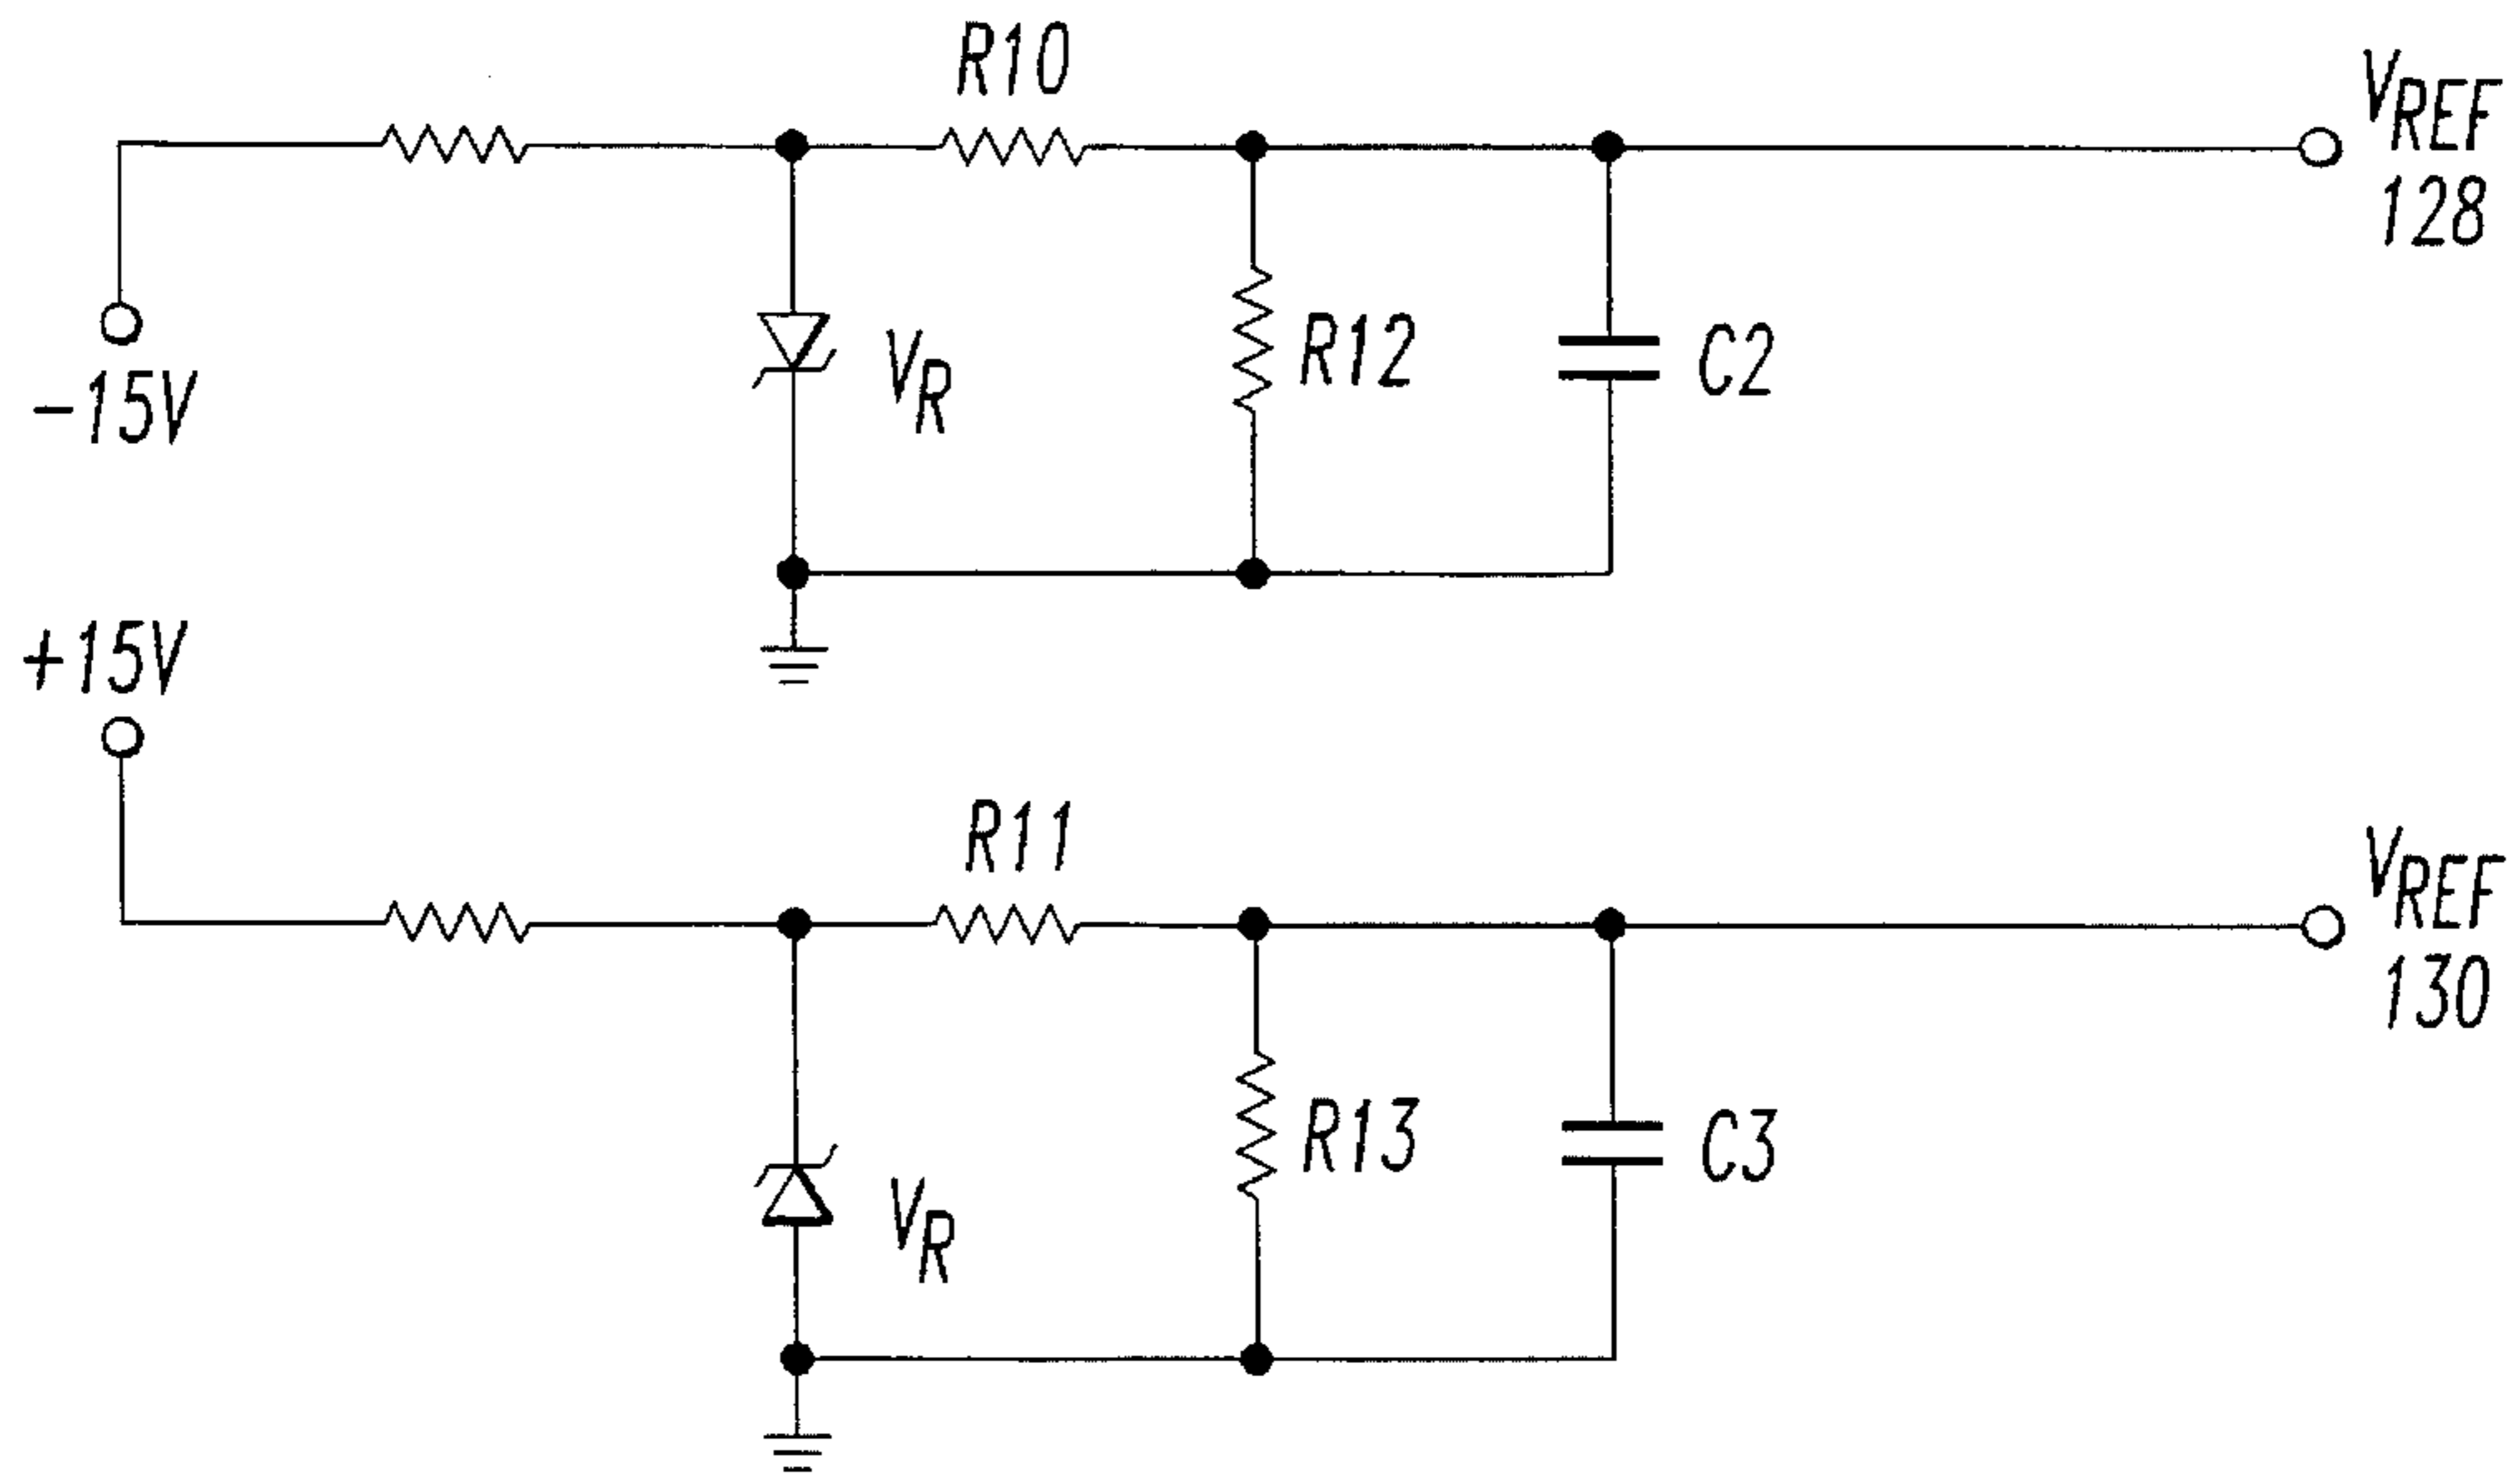 R10
VREF
128
-15V
VR
R12
C2
+15V
R11
VREF
130
VR
R13
C3